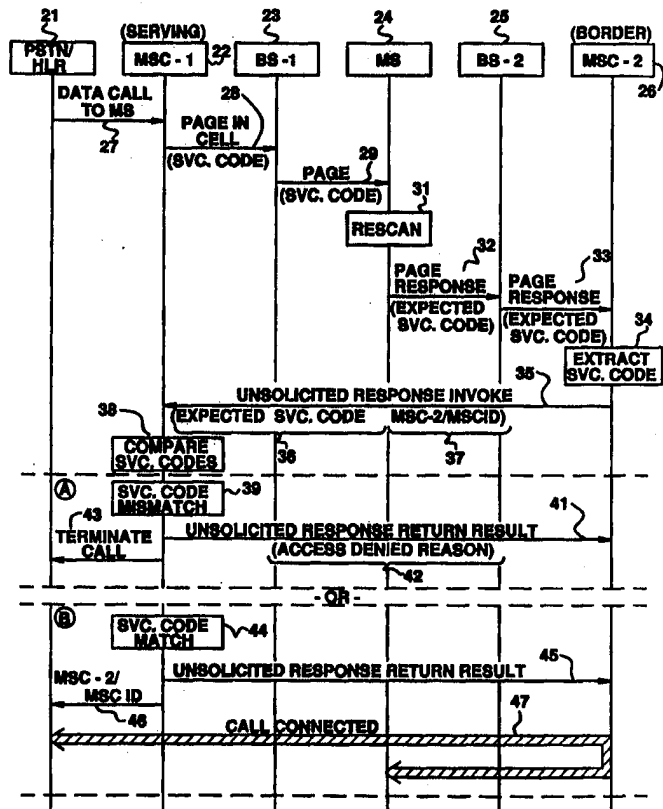 21
(SERVING)
23
24
25
(BORDER)
PSTN/
HLR
MSC - 1
22
BS -1
MS
BS - 2
MSC - 2
26
DATA CALL
TO MS
27
28
PAGE IN
CELL
(SVC. CODE)
PAGE
29
(SVC. CODE)
31
RESCAN
32
PAGE
RESPONSE
(EXPECTED
SVC. CODE)
33
PAGE
RESPONSE
(EXPECTED
SVC. CODE)
34
EXTRACT
SVC. CODE
UNSOLICITED RESPONSE INVOKE
35
(EXPECTED SVC. CODE MSC-2/MSCID)
36
37
38
COMPARE
SVC. CODES
A
SVC. CODE
MISMATCH
39
43
TERMINATE
CALL
UNSOLICITED RESPONSE RETURN RESULT
41
(ACCESS DENIED REASON)
42
- OR -
B
SVC. CODE
MATCH
44
UNSOLICITED RESPONSE RETURN RESULT
45
MSC - 2/
MSC ID
46
CALL CONNECTED
47